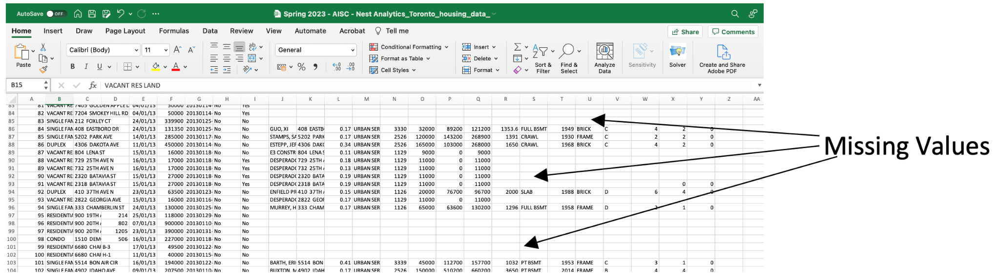 AutoSave OFF ... Spring 2023 - AISC - Nest Analytics_Toronto_housing_data_
Home Insert Draw Page Layout Formulas Data Review View Automate Acrobat Tell me Share Comments
Paste Calibri (Body) 11 A A ab General Conditional Formatting Insert Sort & Filter Find & Select Analyze Data Sensitivity Solver Create and Share Adobe PDF
Format as Table Delete
B I U A % Cell Styles Format
B15 fx VACANT RES LAND
A B C D E F G H I J K L M N O P Q R S T U V W X Y Z AA
83 81 VACANT RE 7405 GOLDEN APPLE D 04/01/13 50000 20130114- No Yes
84 82 VACANT RE 7204 SMOKEY HILL RD 04/01/13 50000 20130114- No Yes
85 83 SINGLE FAM 212 FOXLEY CT 24/01/13 339900 20130125- No No
86 84 SINGLE FAM 408 EASTBORO DR 24/01/13 131350 20130125- No No GUO, XI 408 EASTB 0.17 URBAN SER 3330 32000 89200 121200 1353.6 FULL BSMT 1949 BRICK C 4 2 0
87 85 SINGLE FAM 5202 PARK AVE 14/01/13 285000 20130117- No No STAMPS, SA 5202 PARK 0.17 URBAN SER 2526 120000 143200 268900 1391 CRAWL 1930 FRAME C 2 2 0
88 86 DUPLEX 4306 DAKOTA AVE 11/01/13 450000 20130114- No No ESTEPP, JEF 4306 DAKO 0.34 URBAN SER 2526 165000 103000 268000 1650 CRAWL 1968 BRICK C 4 2 0
89 87 VACANT RE 804 LENA ST 15/01/13 16000 20130118- No No E3 CONSTR 804 LENA S 0.11 URBAN SER 1129 9000 0 9000
90 88 VACANT RE 729 25TH AVE N 16/01/13 17000 20130118- No Yes DESPERADO 729 25TH A 0.18 URBAN SER 1129 11000 0 11000
91 89 VACANT RE 732 25TH AVE N 16/01/13 17000 20130118- No Yes DESPERADO 732 25TH A 0.13 URBAN SER 1129 11000 0 11000
92 90 VACANT RE 2320 BATAVIA ST 15/01/13 27000 20130118- No Yes DESPERADO 2320 BATA 0.19 URBAN SER 1129 11000 0 11000
93 91 VACANT RE 2318 BATAVIA ST 15/01/13 27000 20130118- No Yes DESPERADO 2318 BATA 0.19 URBAN SER 1129 11000 0 11000 0 0
94 92 DUPLEX 410 37TH AVE N 23/01/13 63500 20130123- No No ENFIELD PR 410 37TH A 0.15 URBAN SER 1126 20000 76700 96700 2000 SLAB 1988 BRICK D 6 4 0
95 93 VACANT RE 2822 GEORGIA AVE 15/01/13 16000 20130116- No No DESPERADO 2822 GEOR 0.17 URBAN SER 1129 11000 0 11000
96 94 SINGLE FAM 333 CHAMBERLIN ST 24/01/13 130000 20130125- No No MURREY, H 333 CHAM 0.17 URBAN SER 1126 65000 63600 130200 1296 FULL BSMT 1958 FRAME D 2 1 0
97 95 RESIDENTIA 900 19TH A 214 25/01/13 118000 20130129- No No
98 96 RESIDENTIA 900 20TH A 802 07/01/13 900000 20130110- No No
99 97 RESIDENTIA 900 20TH A 1205 23/01/13 390000 20130131- No No
100 98 CONDO 1510 DEM 506 16/01/13 227000 20130118- No No
101 99 RESIDENTIA 6680 CHAR B-3 17/01/13 49500 20130122- No No
102 100 RESIDENTIA 6680 CHAR H-1 11/01/13 40000 20130115- No No
103 101 SINGLE FAM 5514 BON AIR CIR 16/01/13 194000 20130122- No No BARTH, ERI 5514 BON 0.41 URBAN SER 3339 45000 112700 157700 1032 PT BSMT 1953 FRAME C 3 1 0
104 102 SINGLE FAM 4902 IDAHO AVE 09/01/13 207500 20130110- No No BUXTON, M 4902 IDAH 0.17 URBAN SER 2526 150000 510200 660200 3650 PT BSMT 2014 FRAME B 4 4 0
Missing Values